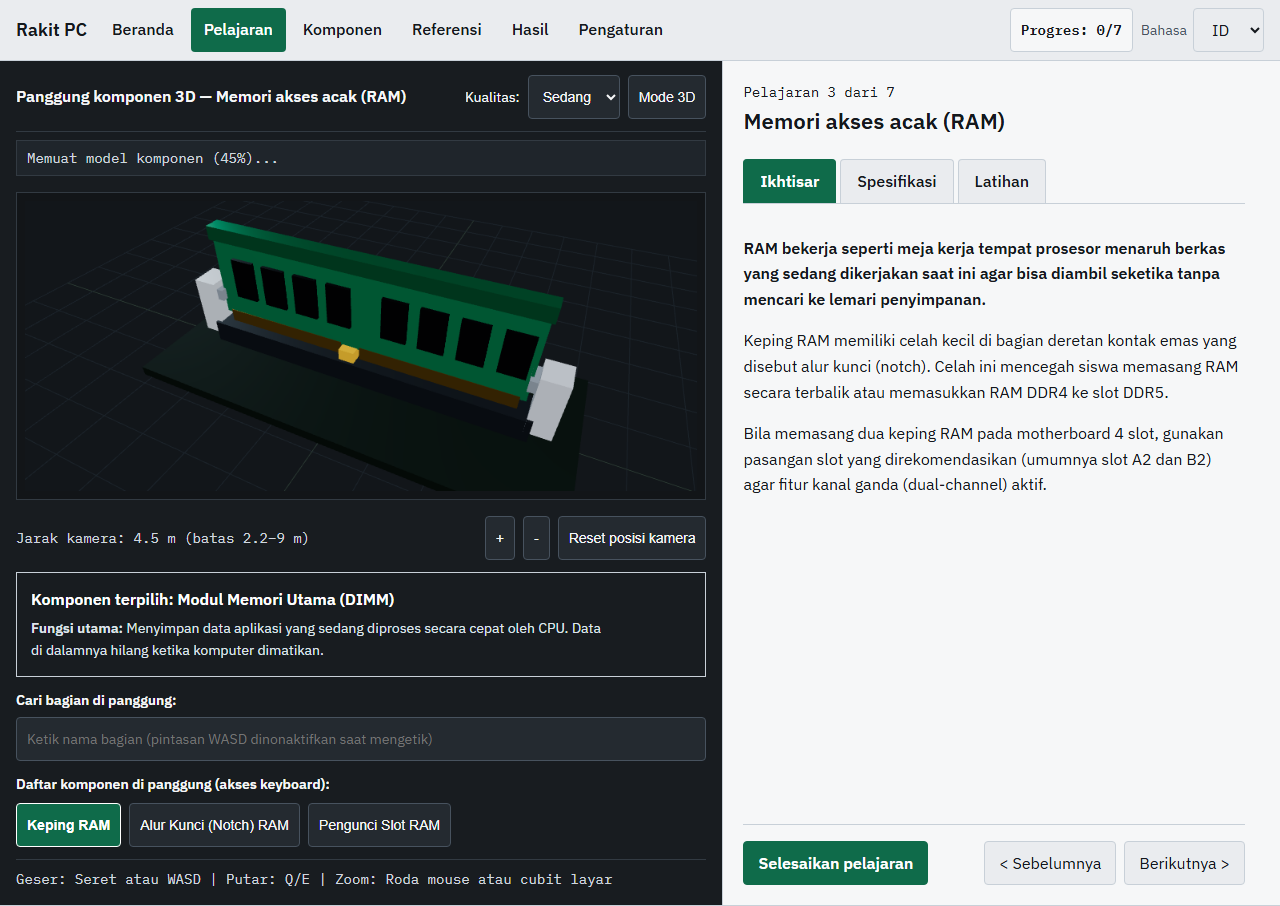 Rakit PC
Beranda
Pelajaran
Komponen
Referensi
Hasil
Pengaturan
Progres: 0/7
Bahasa
ID
Panggung komponen 3D — Memori akses acak (RAM)
Kualitas:
Sedang
Mode 3D
Memuat model komponen (45%)...
Jarak kamera: 4.5 m (batas 2.2–9 m)
+
-
Reset posisi kamera
Komponen terpilih: Modul Memori Utama (DIMM)
Fungsi utama: Menyimpan data aplikasi yang sedang diproses secara cepat oleh CPU. Data
di dalamnya hilang ketika komputer dimatikan.
Cari bagian di panggung:
Ketik nama bagian (pintasan WASD dinonaktifkan saat mengetik)
Daftar komponen di panggung (akses keyboard):
Keping RAM
Alur Kunci (Notch) RAM
Pengunci Slot RAM
Geser: Seret atau WASD | Putar: Q/E | Zoom: Roda mouse atau cubit layar
Pelajaran 3 dari 7
Memori akses acak (RAM)
Ikhtisar
Spesifikasi
Latihan
RAM bekerja seperti meja kerja tempat prosesor menaruh berkas
yang sedang dikerjakan saat ini agar bisa diambil seketika tanpa
mencari ke lemari penyimpanan.
Keping RAM memiliki celah kecil di bagian deretan kontak emas yang
disebut alur kunci (notch). Celah ini mencegah siswa memasang RAM
secara terbalik atau memasukkan RAM DDR4 ke slot DDR5.
Bila memasang dua keping RAM pada motherboard 4 slot, gunakan
pasangan slot yang direkomendasikan (umumnya slot A2 dan B2)
agar fitur kanal ganda (dual-channel) aktif.
Selesaikan pelajaran
< Sebelumnya
Berikutnya >